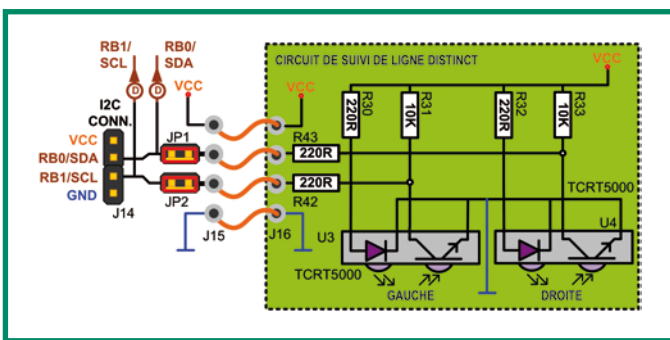 RB1/
SCL
RB0/
SDA
D
D
VCC
I2C
CONN.
VCC
RB0/SDA
RB1/SCL
GND
J14
JP1
JP2
J15
J16
CIRCUIT DE SUIVI DE LIGNE DISTINCT
VCC
VCC
R30
220R
R31
10K
R32
220R
R33
10K
R43
220R
220R
R42
TCRT5000
U3
U4
TCRT5000
GAUCHE
DROITE